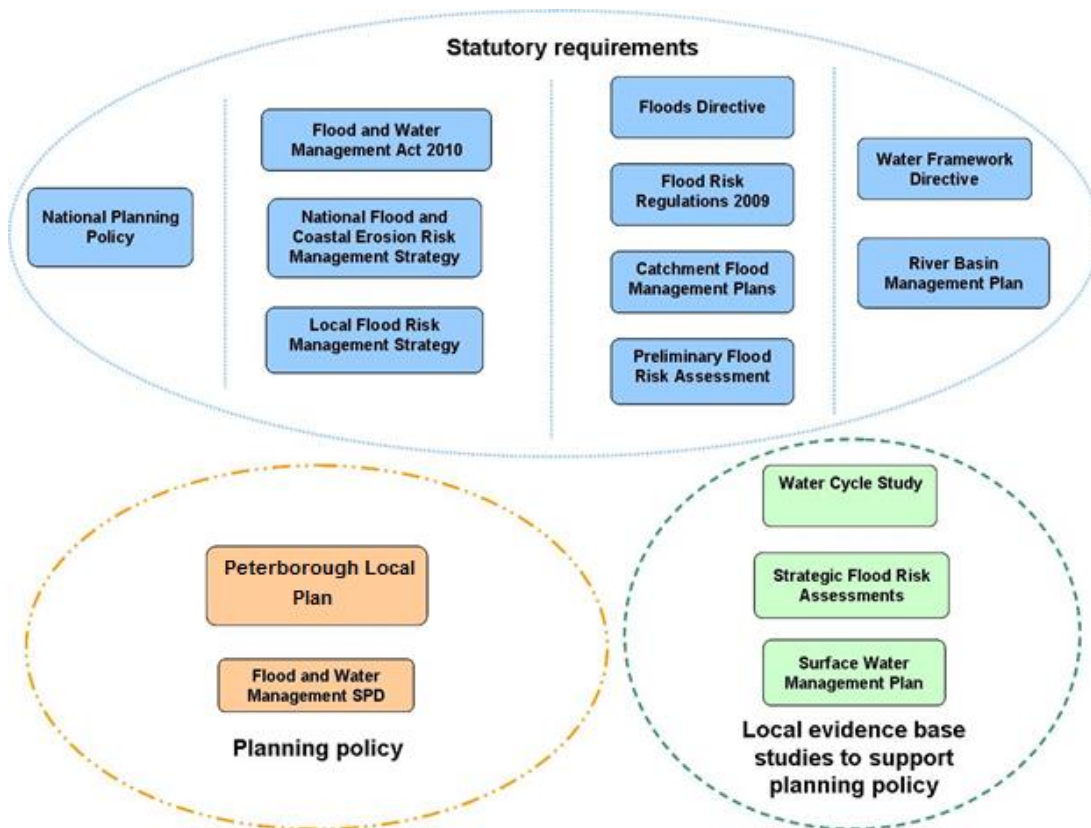 Statutory requirements
National Planning
Policy
Flood and Water
Management Act 2010
National Flood and
Coastal Erosion Risk
Management Strategy
Local Flood Risk
Management Strategy
Floods Directive
Flood Risk
Regulations 2009
Catchment Flood
Management Plans
Preliminary Flood
Risk Assessment
Water Framework
Directive
River Basin
Management Plan
Peterborough Local
Plan
Flood and Water
Management SPD
Planning policy
Water Cycle Study
Strategic Flood Risk
Assessments
Surface Water
Management Plan
Local evidence base
studies to support
planning policy